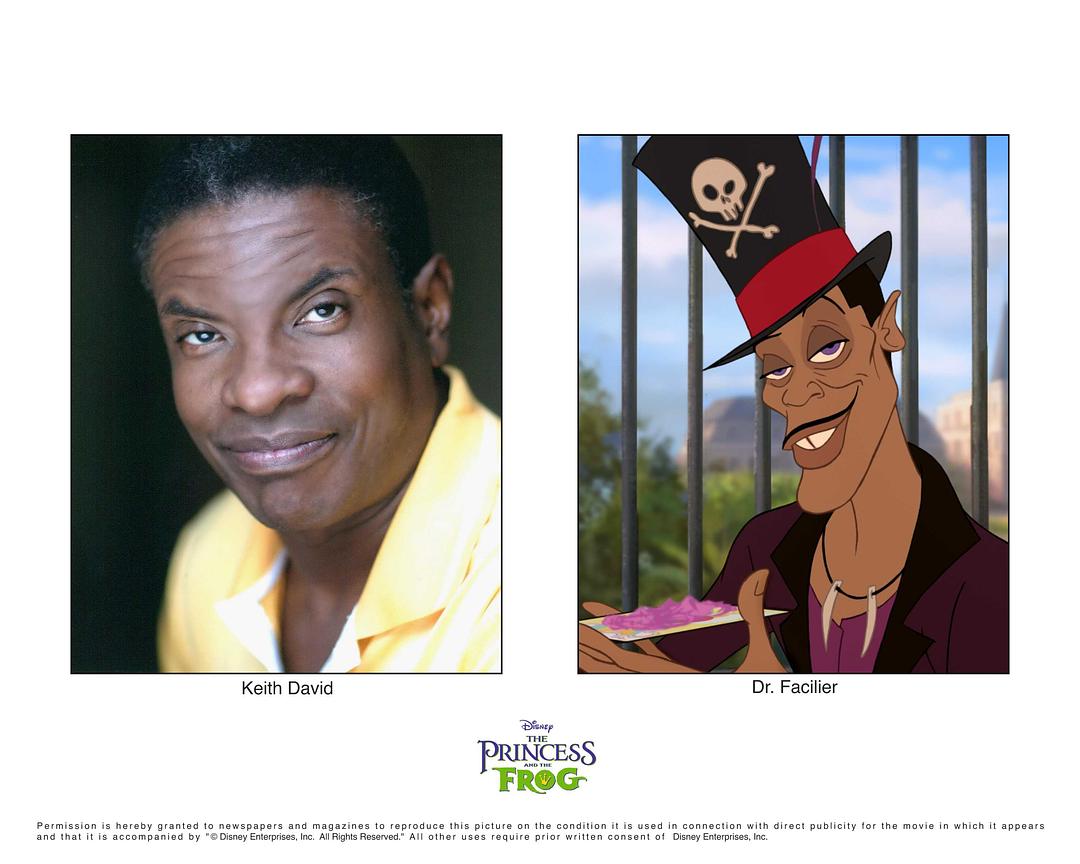 Keith David
Dr. Facilier
Disney
THE
PRINCESS
AND THE
FROG
Permission is hereby granted to newspapers and magazines to reproduce this picture on the condition it is used in connection with direct publicity for the movie in which it appears
and that it is accompanied by "© Disney Enterprises, Inc. All Rights Reserved." All other uses require prior written consent of Disney Enterprises, Inc.